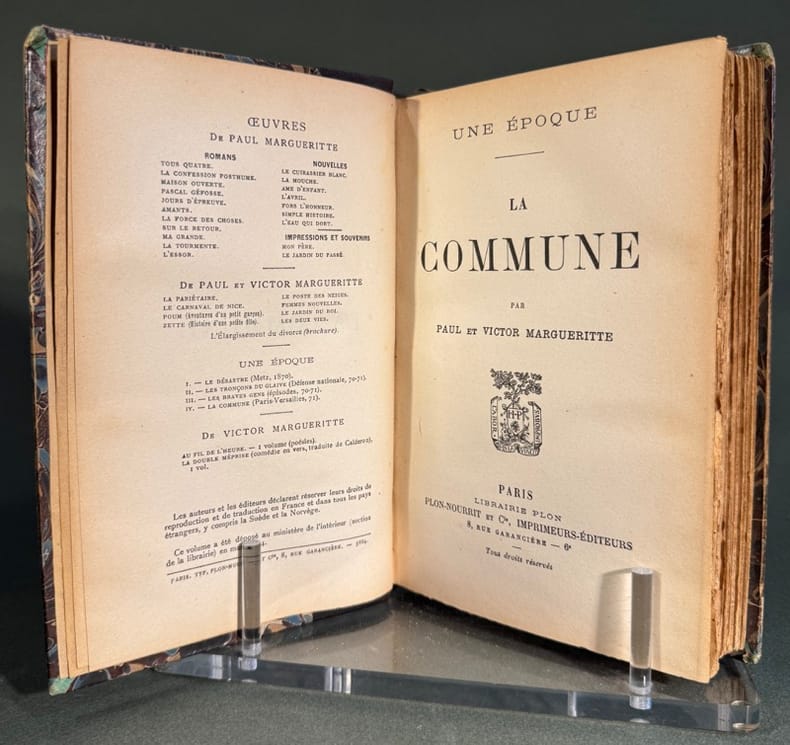 ŒUVRES
DE PAUL MARGUERITTE
ROMANS
TOUS QUATRE.
LA CONFESSION POSTHUME.
MAISON OUVERTE.
PASCAL GÉFOSSE.
JOURS D'ÉPREUVE.
AMANTS.
LA FORCE DES CHOSES.
SUR LE RETOUR.
MA GRANDE.
LA TOURMENTE.
L'ESSOR.
NOUVELLES
LE CUIRASSIER BLANC.
LA MOUCHE.
AME D'ENFANT.
L'AVRIL.
FORS L'HONNEUR.
SIMPLE HISTOIRE.
L'EAU QUI DORT.
IMPRESSIONS ET SOUVENIRS
MON PÈRE.
LE JARDIN DU PASSÉ.
DE PAUL ET VICTOR MARGUERITTE
LA PARIÉTAIRE.
LE CARNAVAL DE NICE.
POUM (Aventures d'un petit garçon).
ZETTE (Histoire d'une petite fille).
LE POSTE DES NEIGES.
FEMMES NOUVELLES.
LE JARDIN DU ROI.
LES DEUX VIES.
L'Élargissement du divorce (brochure).
UNE ÉPOQUE
I. — LE DÉSASTRE (Metz, 1870).
II. — LES TRONÇONS DU GLAIVE (Défense nationale, 70-71).
III. — LES BRAVES GENS (épisodes, 70-71).
IV. — LA COMMUNE (Paris-Versailles, 71).
DE VICTOR MARGUERITTE
AU FIL DE L'HEURE. — 1 volume (poésies).
LA DOUBLE MÉPRISE (comédie en vers, traduite de Calderon),
1 vol.
Les auteurs et les éditeurs déclarent réserver leurs droits de
reproduction et de traduction en France et dans tous les pays
étrangers, y compris la Suède et la Norvège.
Ce volume a été déposé au ministère de l'intérieur (section
de la librairie) en
PARIS. TYP. PLON-NOURRIT ET Cie, 8, RUE GARANCIÈRE. —
UNE ÉPOQUE
LA
COMMUNE
PAR
PAUL ET VICTOR MARGUERITTE
LABOR
H·P
PARIS
LIBRAIRIE PLON
PLON-NOURRIT ET Cie, IMPRIMEURS-ÉDITEURS
8, RUE GARANCIÈRE — 6e
Tous droits réservés